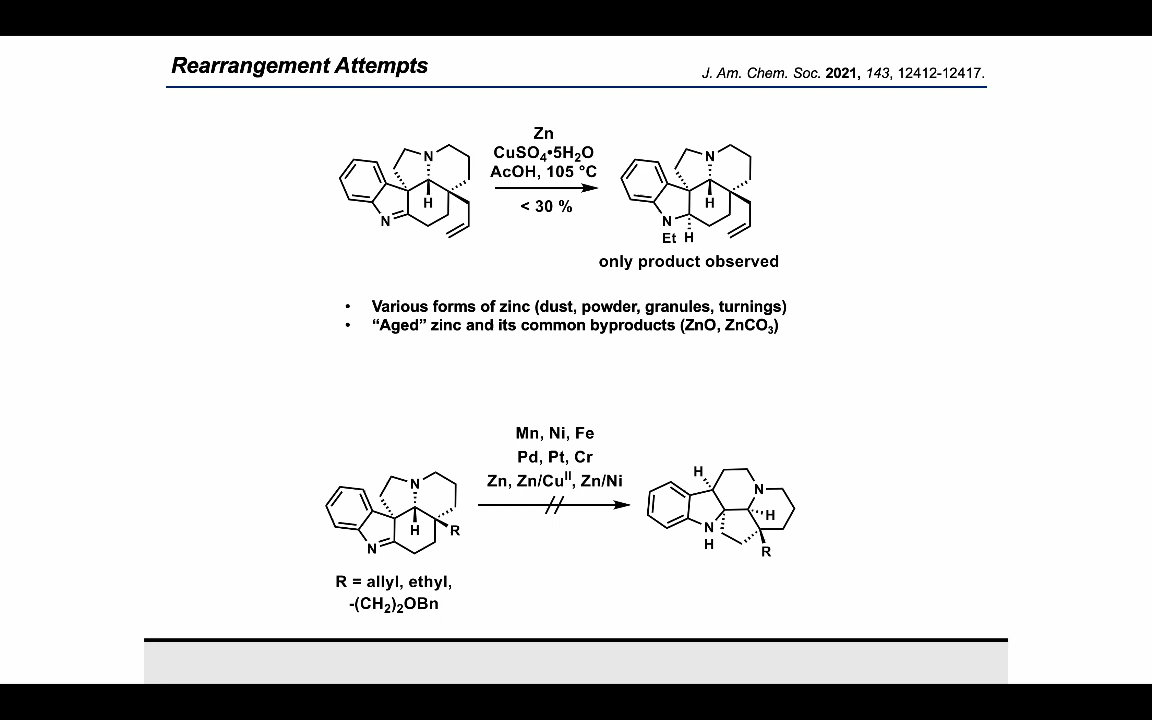 Rearrangement Attempts
J. Am. Chem. Soc. 2021, 143, 12412-12417.
Zn
CuSO₄•5H₂O
AcOH, 105 °C
< 30 %
N
H
N
N
H
N
Et H
only product observed
• Various forms of zinc (dust, powder, granules, turnings)
• “Aged” zinc and its common byproducts (ZnO, ZnCO₃)
Mn, Ni, Fe
Pd, Pt, Cr
Zn, Zn/Cuᴵᴵ, Zn/Ni
N
H
R
N
H
N
H
N
H
R
R = allyl, ethyl,
-(CH₂)₂OBn